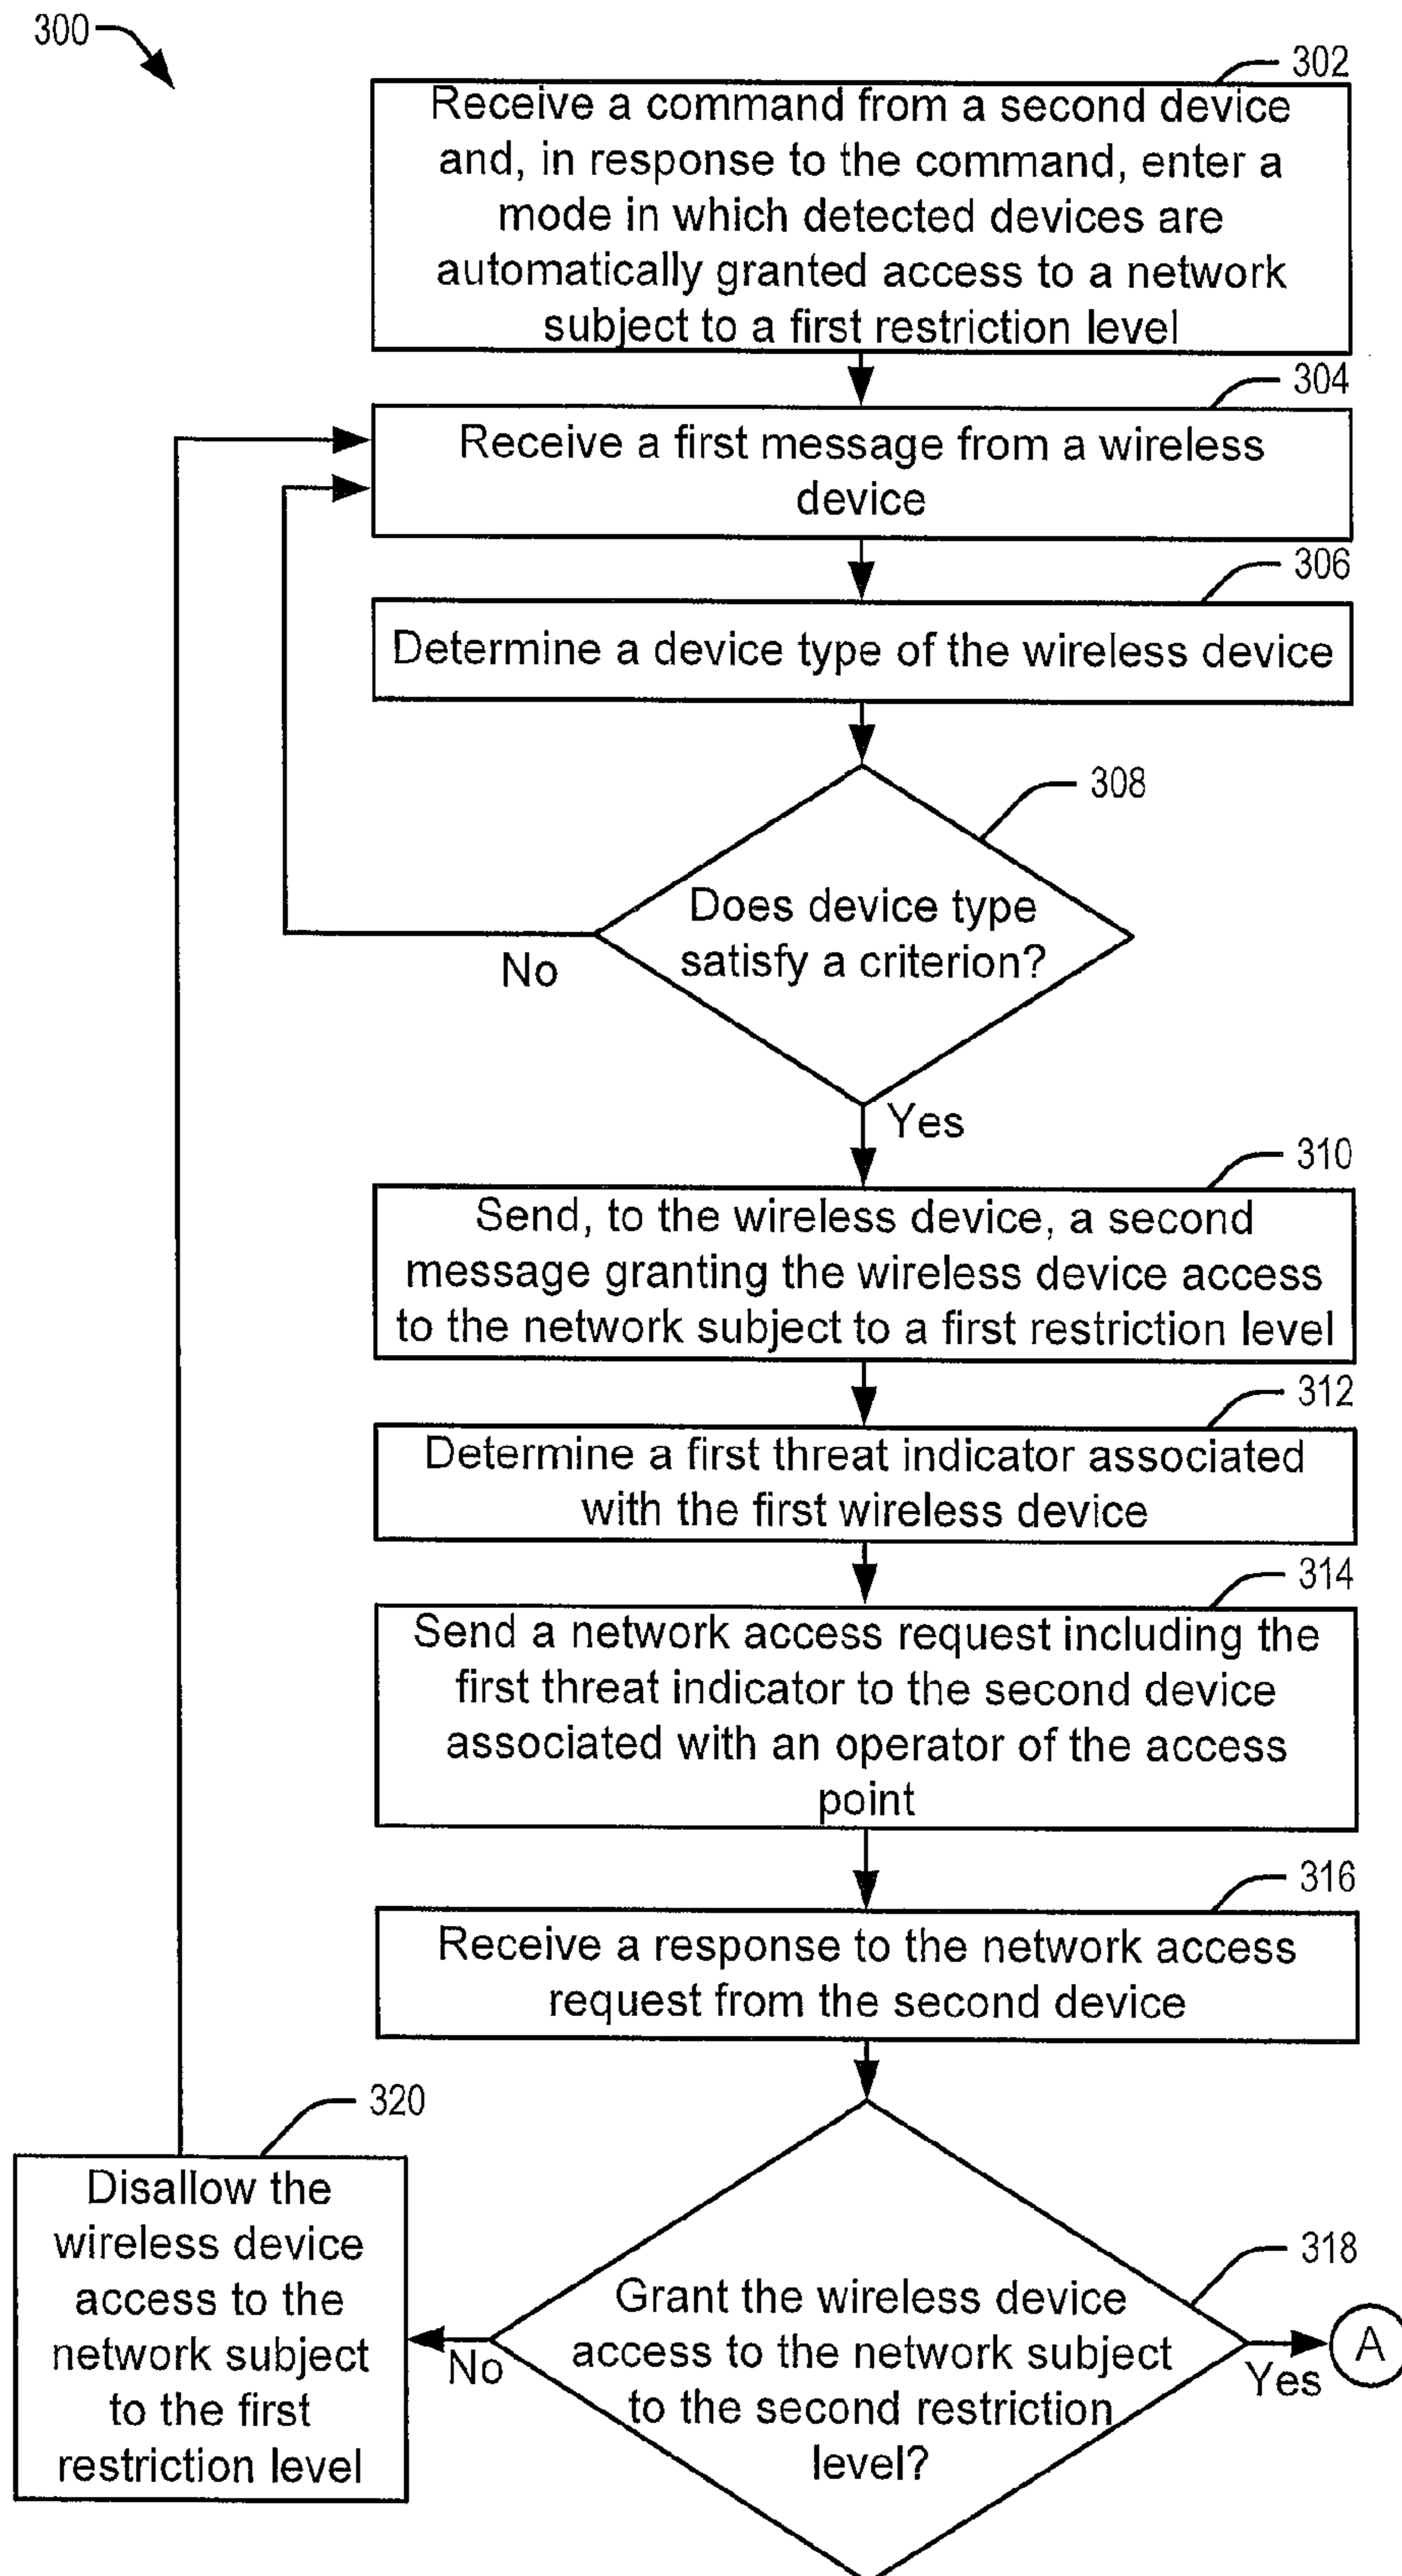 300
302
Receive a command from a second device
and, in response to the command, enter a
mode in which detected devices are
automatically granted access to a network
subject to a first restriction level
304
Receive a first message from a wireless
device
306
Determine a device type of the wireless device
308
Does device type
satisfy a criterion?
No
Yes
310
Send, to the wireless device, a second
message granting the wireless device access
to the network subject to a first restriction level
312
Determine a first threat indicator associated
with the first wireless device
314
Send a network access request including the
first threat indicator to the second device
associated with an operator of the access
point
316
Receive a response to the network access
request from the second device
320
Disallow the
wireless device
access to the
network subject
to the first
restriction level
318
Grant the wireless device
access to the network subject
to the second restriction
level?
No
Yes
A